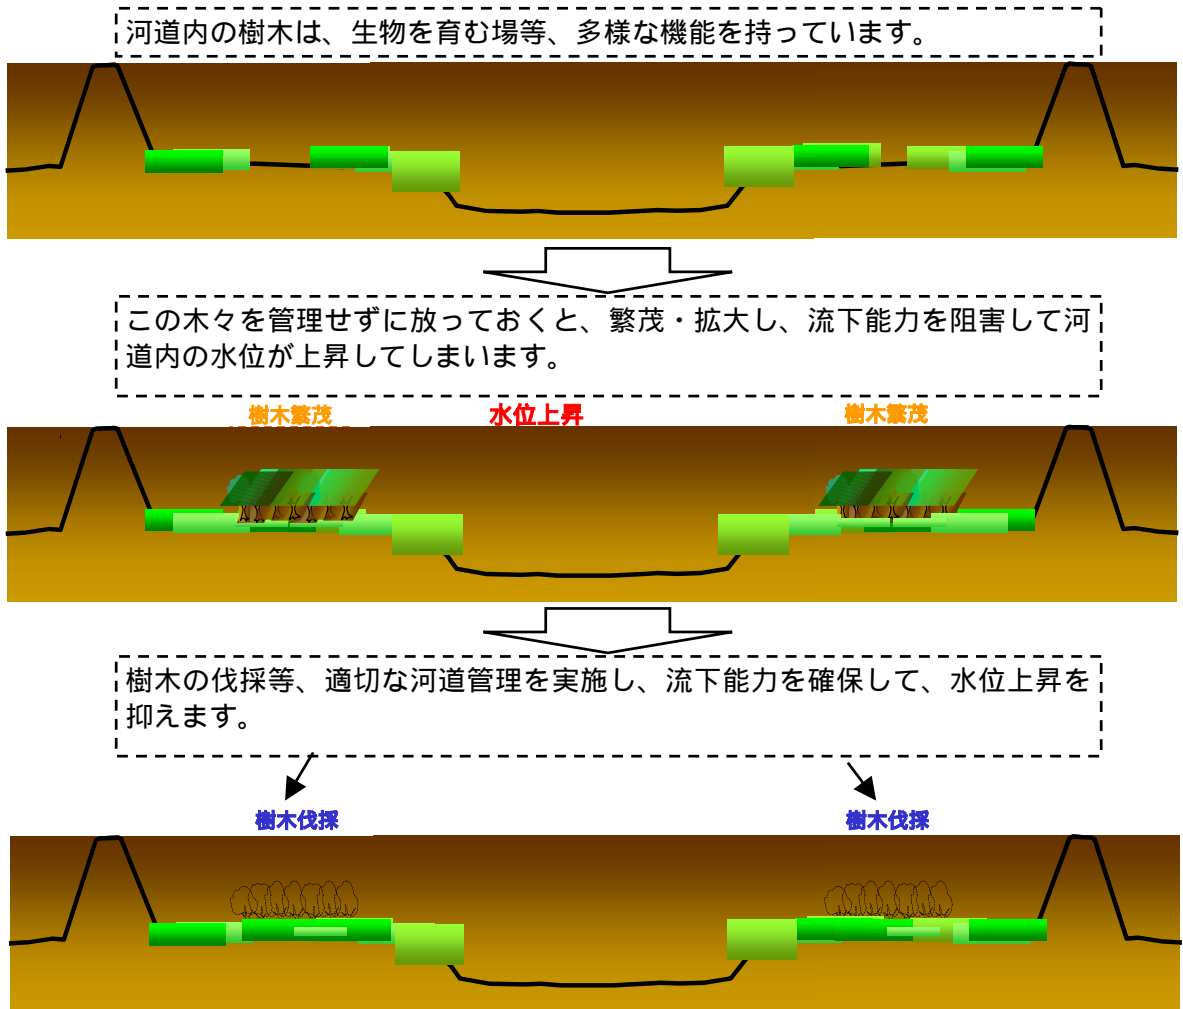 河道内の樹木は、生物を育む場等、多様な機能を持っています。
この木々を管理せずに放っておくと、繁茂・拡大し、流下能力を阻害して河
道内の水位が上昇してしまいます。
樹木繁茂 水位上昇 樹木繁茂
樹木の伐採等、適切な河道管理を実施し、流下能力を確保して、水位上昇を
抑えます。
樹木伐採 樹木伐採